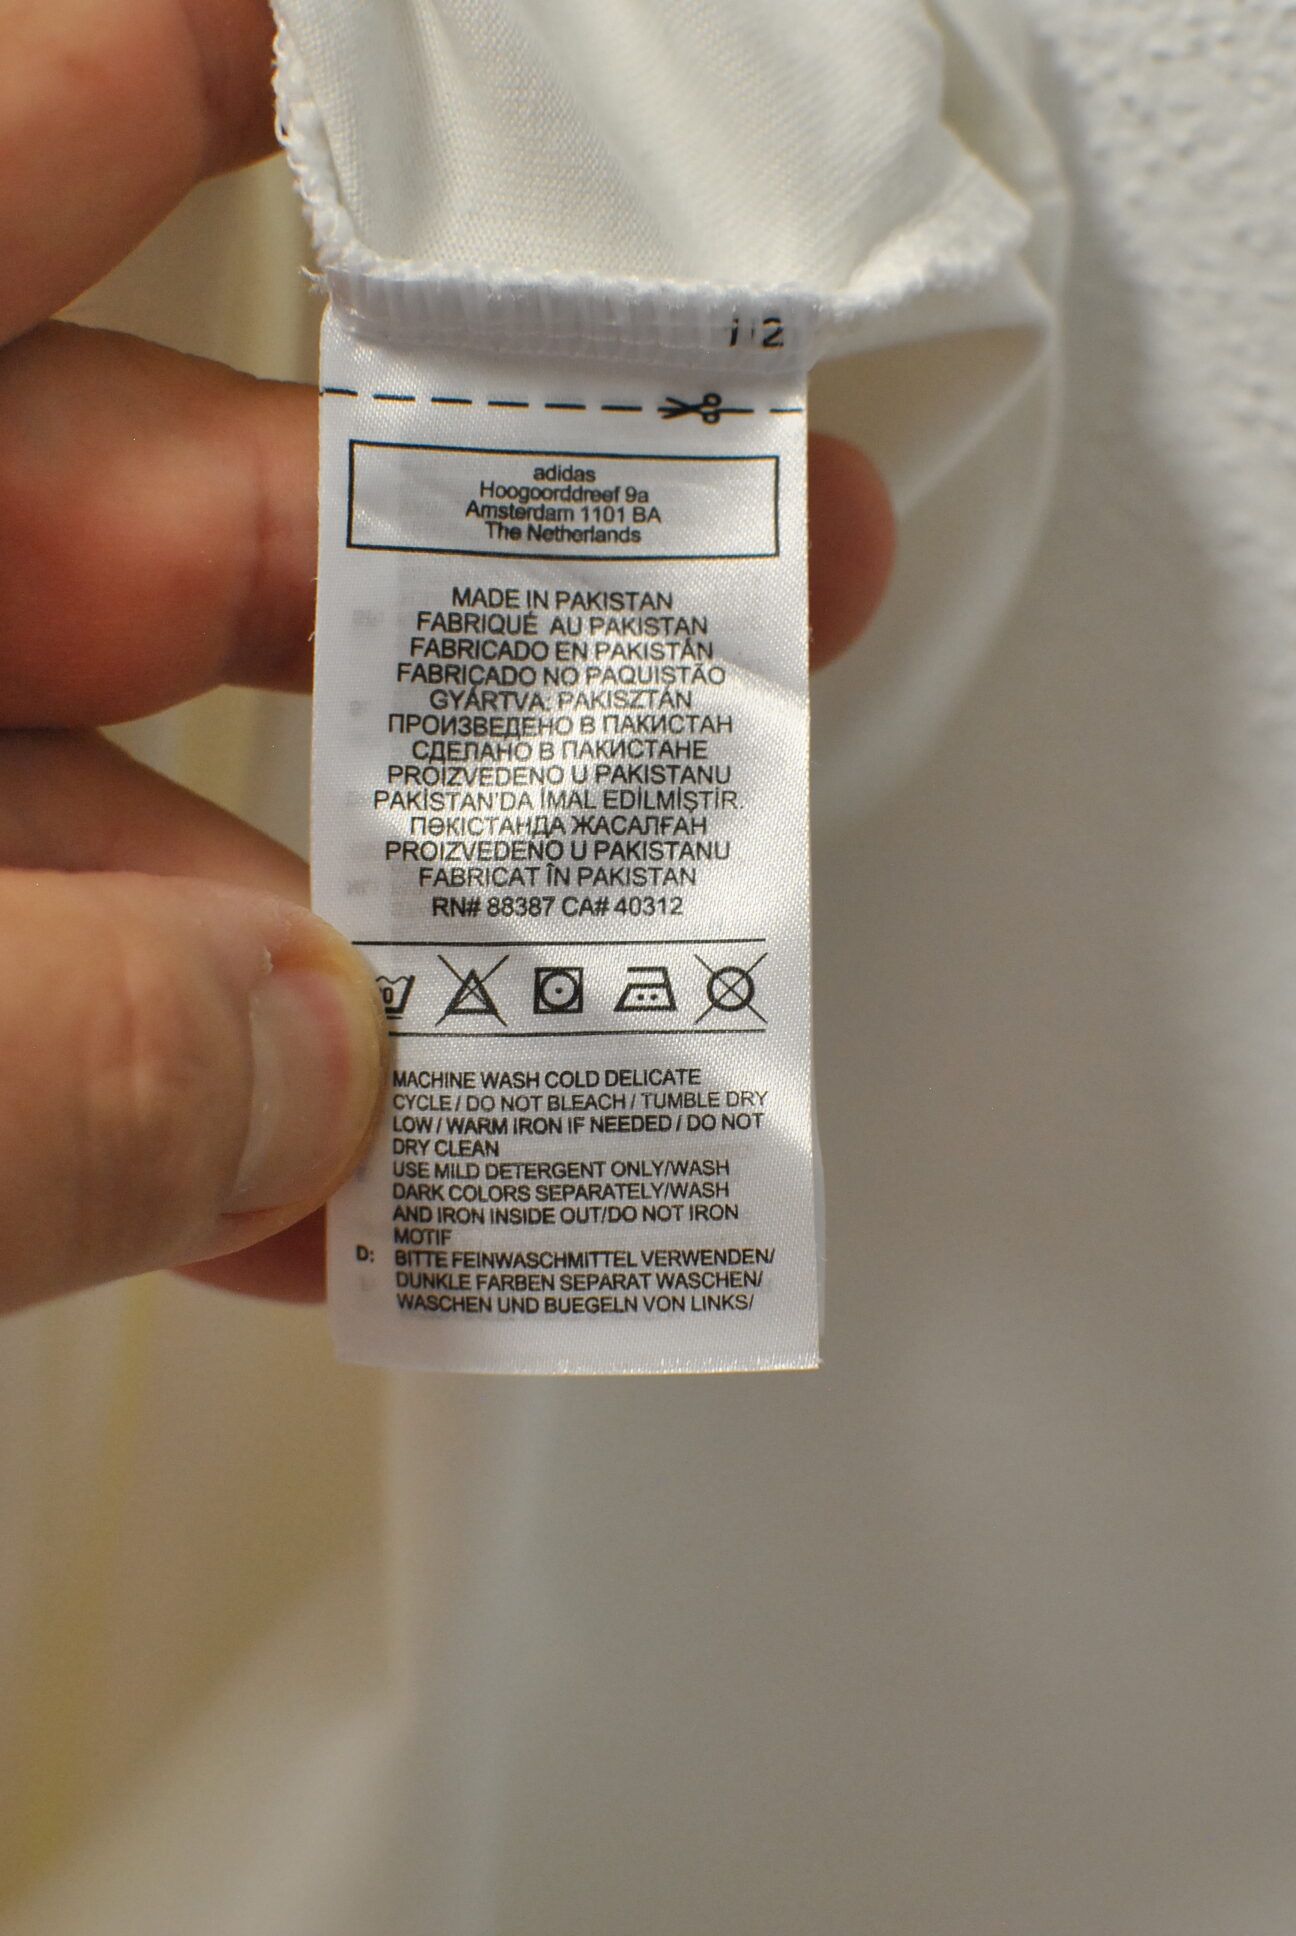 1 2
adidas
Hoogoorddreef 9a
Amsterdam 1101 BA
The Netherlands
MADE IN PAKISTAN
FABRIQUÉ AU PAKISTAN
FABRICADO EN PAKISTÁN
FABRICADO NO PAQUISTÃO
GYÁRTVA: PAKISZTÁN
ПРОИЗВЕДЕНО В ПАКИСТАН
СДЕЛАНО В ПАКИСТАНЕ
PROIZVEDENO U PAKISTANU
PAKİSTAN'DA İMAL EDİLMİŞTİR.
ПӘКІСТАНДА ЖАСАЛҒАН
PROIZVEDENO U PAKISTANU
FABRICAT ÎN PAKISTAN
RN# 88387 CA# 40312
MACHINE WASH COLD DELICATE
CYCLE / DO NOT BLEACH / TUMBLE DRY
LOW / WARM IRON IF NEEDED / DO NOT
DRY CLEAN
USE MILD DETERGENT ONLY/WASH
DARK COLORS SEPARATELY/WASH
AND IRON INSIDE OUT/DO NOT IRON
MOTIF
D: BITTE FEINWASCHMITTEL VERWENDEN/
DUNKLE FARBEN SEPARAT WASCHEN/
WASCHEN UND BUEGELN VON LINKS/